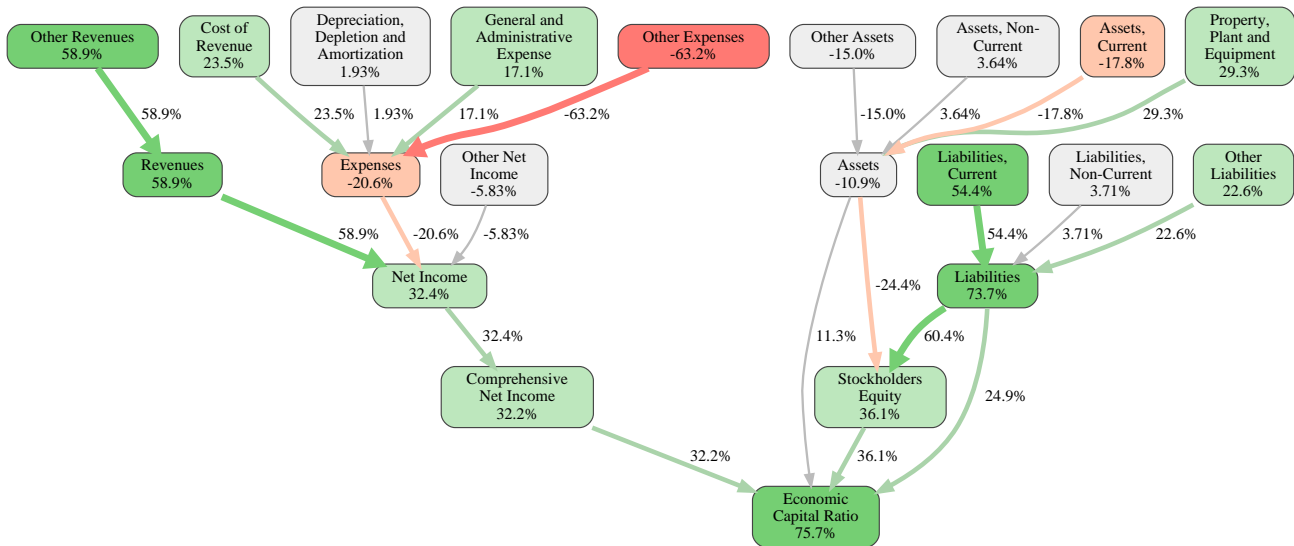 Other Revenues
58.9%
Cost of
Revenue
23.5%
Depreciation,
Depletion and
Amortization
1.93%
General and
Administrative
Expense
17.1%
Other Expenses
-63.2%
Other Assets
-15.0%
Assets, Non-
Current
3.64%
Assets,
Current
-17.8%
Property,
Plant and
Equipment
29.3%
58.9%
23.5%
1.93%
17.1%
-63.2%
-15.0%
3.64%
-17.8%
29.3%
Revenues
58.9%
Expenses
-20.6%
Other Net
Income
-5.83%
Assets
-10.9%
Liabilities,
Current
54.4%
Liabilities,
Non-Current
3.71%
Other
Liabilities
22.6%
58.9%
-20.6%
-5.83%
54.4%
3.71%
22.6%
Net Income
32.4%
-24.4%
Liabilities
73.7%
32.4%
11.3%
60.4%
Comprehensive
Net Income
32.2%
Stockholders
Equity
36.1%
24.9%
32.2%
36.1%
Economic
Capital Ratio
75.7%